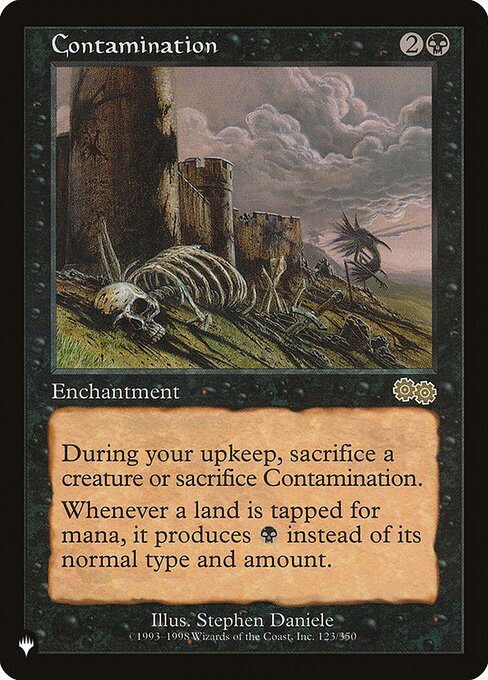 Contamination 2
Enchantment
During your upkeep, sacrifice a
creature or sacrifice Contamination.
Whenever a land is tapped for
mana, it produces instead of its
normal type and amount.
Illus. Stephen Daniele
©1993–1998 Wizards of the Coast, Inc. 123/350